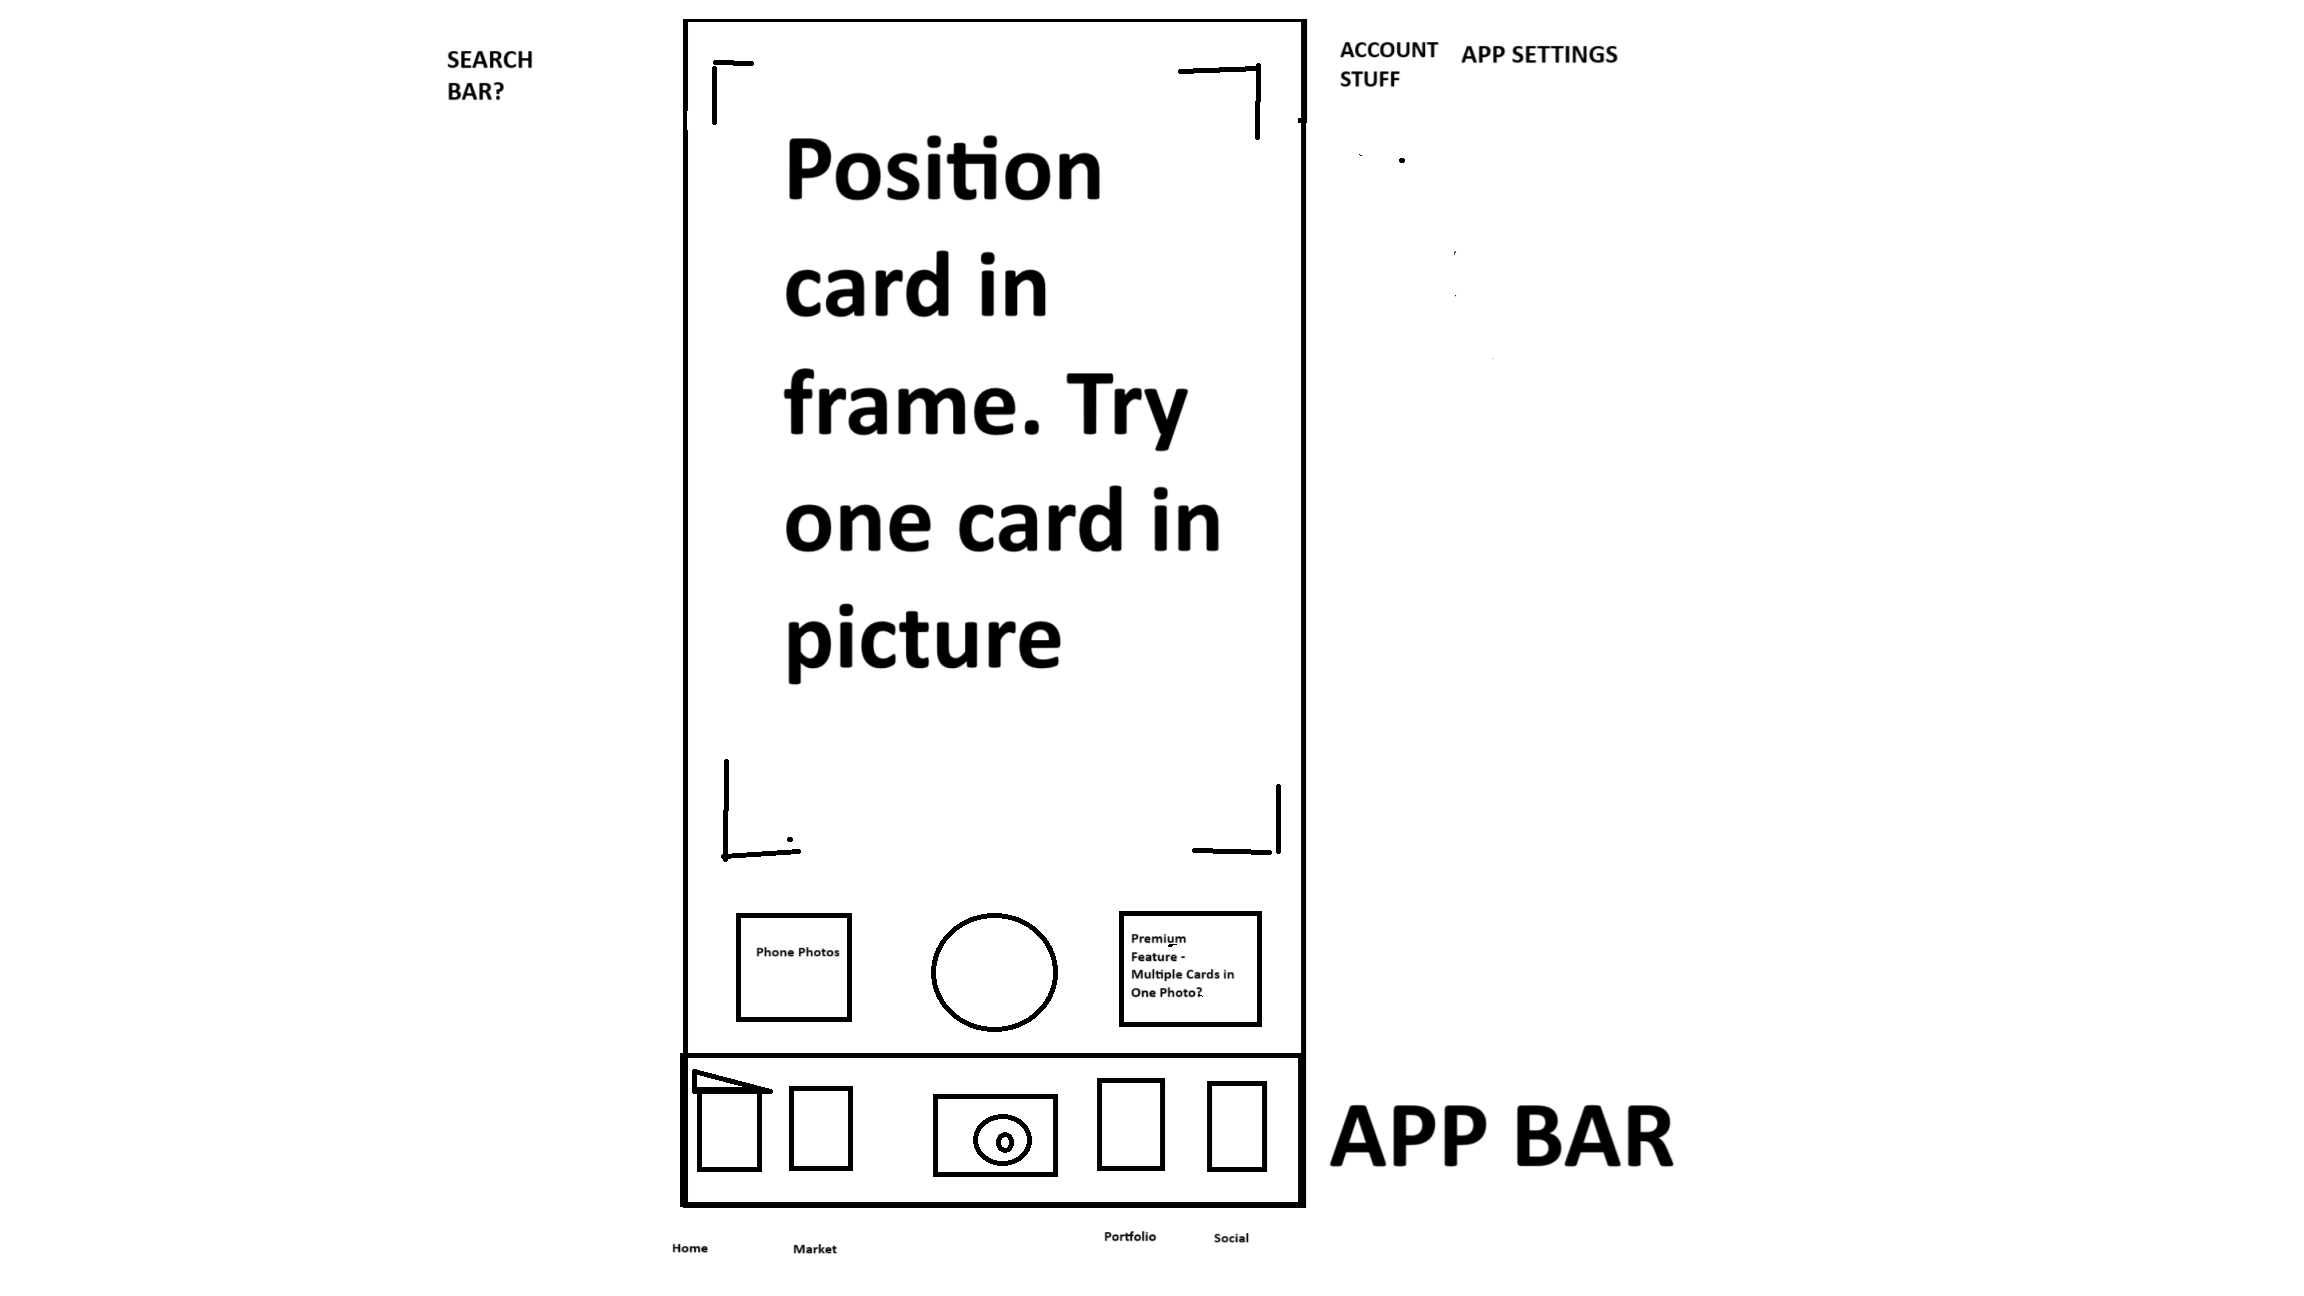 SEARCH
BAR?
ACCOUNT
STUFF
APP SETTINGS
Position
card in
frame. Try
one card in
picture
Phone Photos
Premium
Feature -
Multiple Cards in
One Photo?
APP BAR
Home
Market
Portfolio
Social